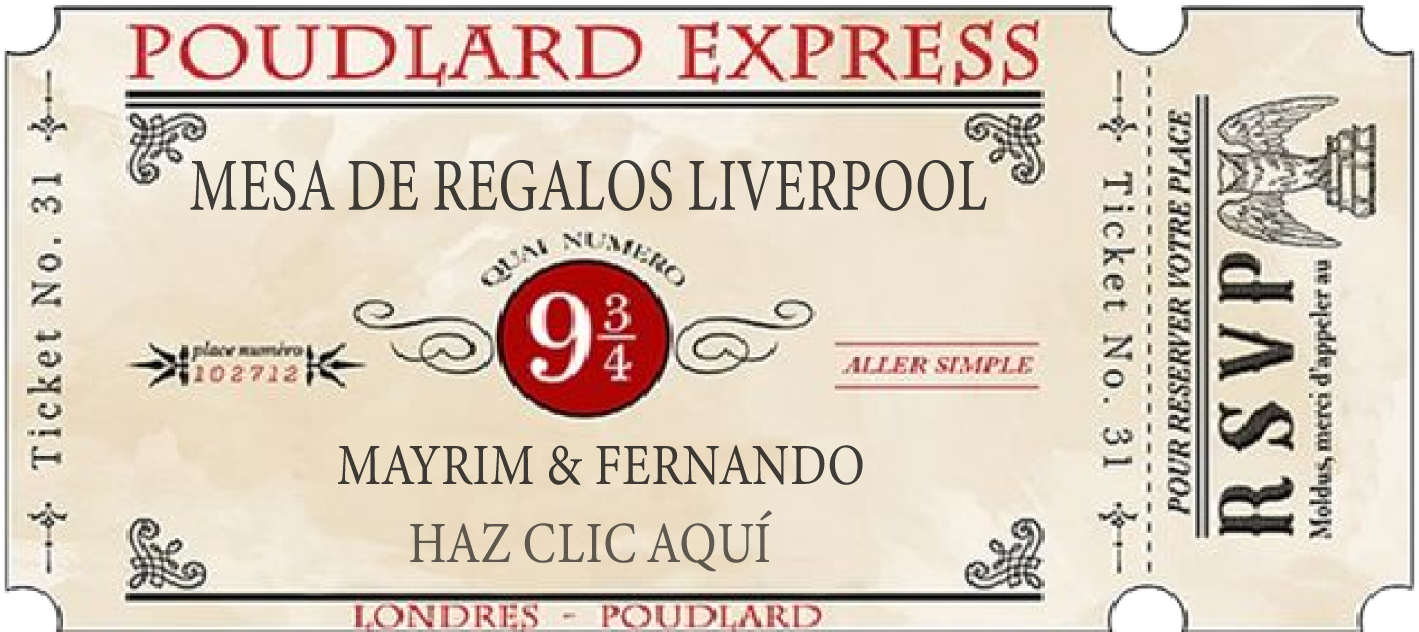 POUDLARD EXPRESS
Ticket No. 31
MESA DE REGALOS LIVERPOOL
QUAI NUMERO
9 3/4
place numéro
102712
ALLER SIMPLE
MAYRIM & FERNANDO
HAZ CLIC AQUÍ
LONDRES - POUDLARD
Ticket No. 31
POUR RESERVER VOTRE PLACE
RSVP
Moldus, merci d'appeler au